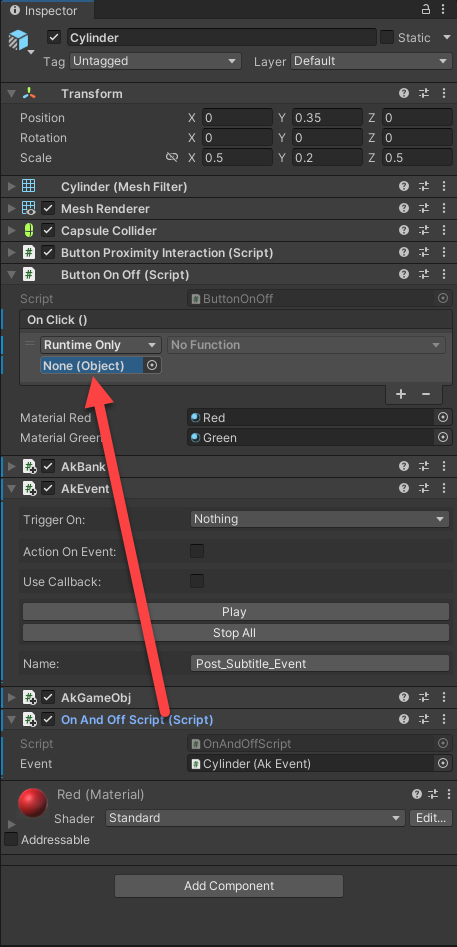 Inspector
Cylinder Static
Tag Untagged Layer Default
Transform
Position X 0 Y 0.35 Z 0
Rotation X 0 Y 0 Z 0
Scale X 0.5 Y 0.2 Z 0.5
Cylinder (Mesh Filter)
Mesh Renderer
Capsule Collider
# Button Proximity Interaction (Script)
# Button On Off (Script)
Script # ButtonOnOff
On Click ()
Runtime Only No Function
None (Object)
+ −
Material Red Red
Material Green Green
# AkBank
# AkEvent
Trigger On: Nothing
Action On Event:
Use Callback:
Play
Stop All
Name: Post_Subtitle_Event
# AkGameObj
# On And Off Script (Script)
Script # OnAndOffScript
Event # Cylinder (Ak Event)
Red (Material)
Shader Standard Edit...
Addressable
Add Component